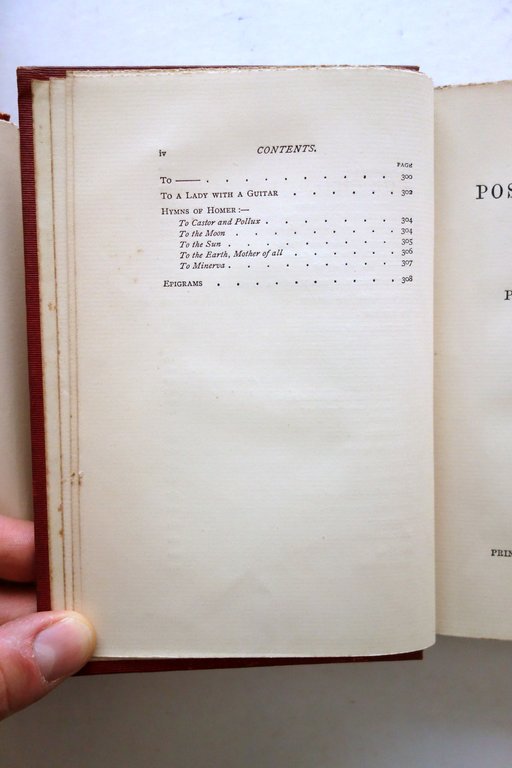 iv CONTENTS.
PAGE
To —— . . . . . . . . . . 300
To a Lady with a Guitar . . . . . . 302
Hymns of Homer:—
To Castor and Pollux . . . . . . . 304
To the Moon . . . . . . . . 304
To the Sun . . . . . . . . 305
To the Earth, Mother of all . . . . . . 306
To Minerva . . . . . . . . 307
Epigrams . . . . . . . . . . 308
POS
P
PRIN